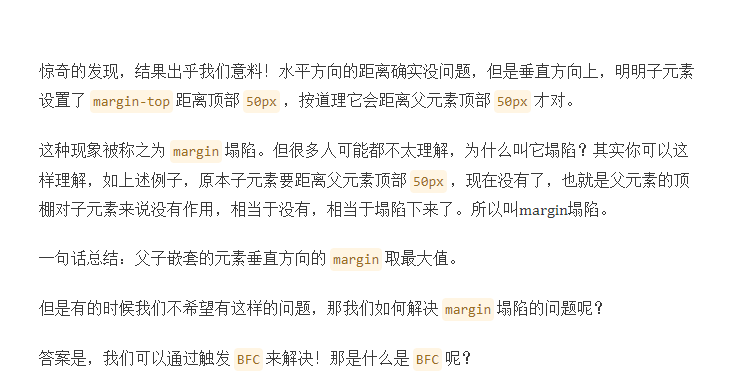 惊奇的发现，结果出乎我们意料！水平方向的距离确实没问题，但是垂直方向上，明明子元素
设置了 margin-top 距离顶部 50px ，按道理它会距离父元素顶部 50px 才对。
这种现象被称之为 margin 塌陷。但很多人可能都不太理解，为什么叫它塌陷？其实你可以这
样理解，如上述例子，原本子元素要距离父元素顶部 50px ，现在没有了，也就是父元素的顶
棚对子元素来说没有作用，相当于没有，相当于塌陷下来了。所以叫margin塌陷。
一句话总结：父子嵌套的元素垂直方向的 margin 取最大值。
但是有的时候我们不希望有这样的问题，那我们如何解决 margin 塌陷的问题呢？
答案是，我们可以通过触发 BFC 来解决！那是什么是 BFC 呢？